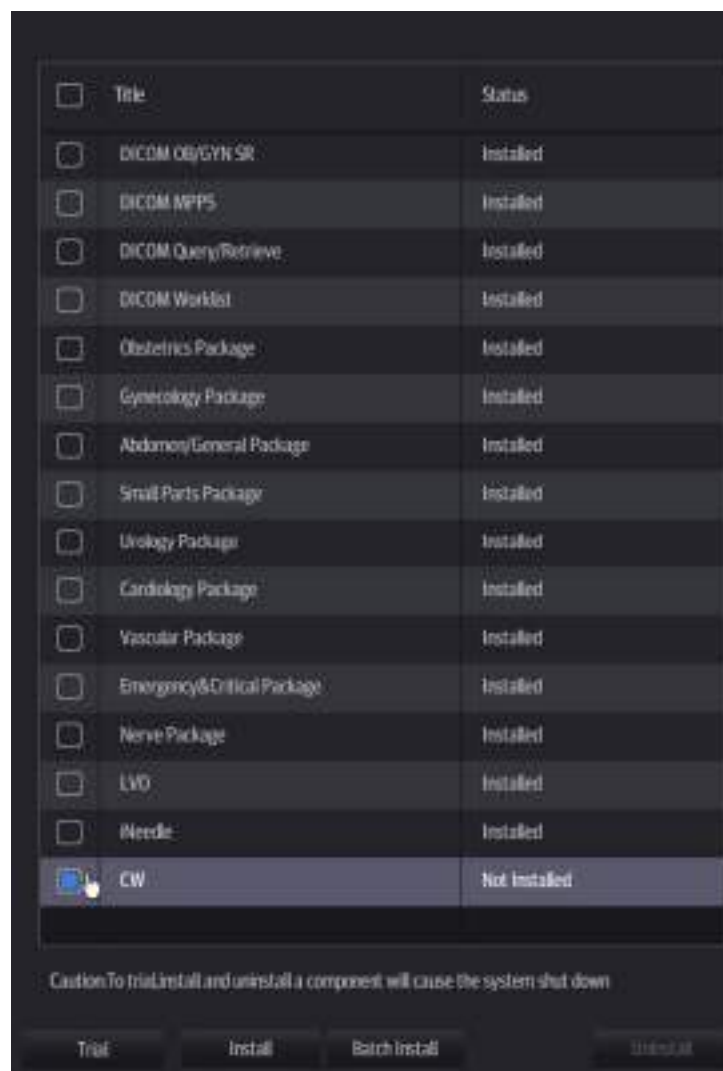 Title Status
DICOM OB/GYN SR Installed
DICOM MPPS Installed
DICOM Query/Retrieve Installed
DICOM Worklist Installed
Obstetrics Package Installed
Gynecology Package Installed
Abdomen/General Package Installed
Small Parts Package Installed
Urology Package Installed
Cardiology Package Installed
Vascular Package Installed
Emergency&Critical Package Installed
Nerve Package Installed
LVO Installed
iNeedle Installed
CW Not Installed
Caution:To trial,install and uninstall a component will cause the system shut down
Trial Install Batch Install Uninstall